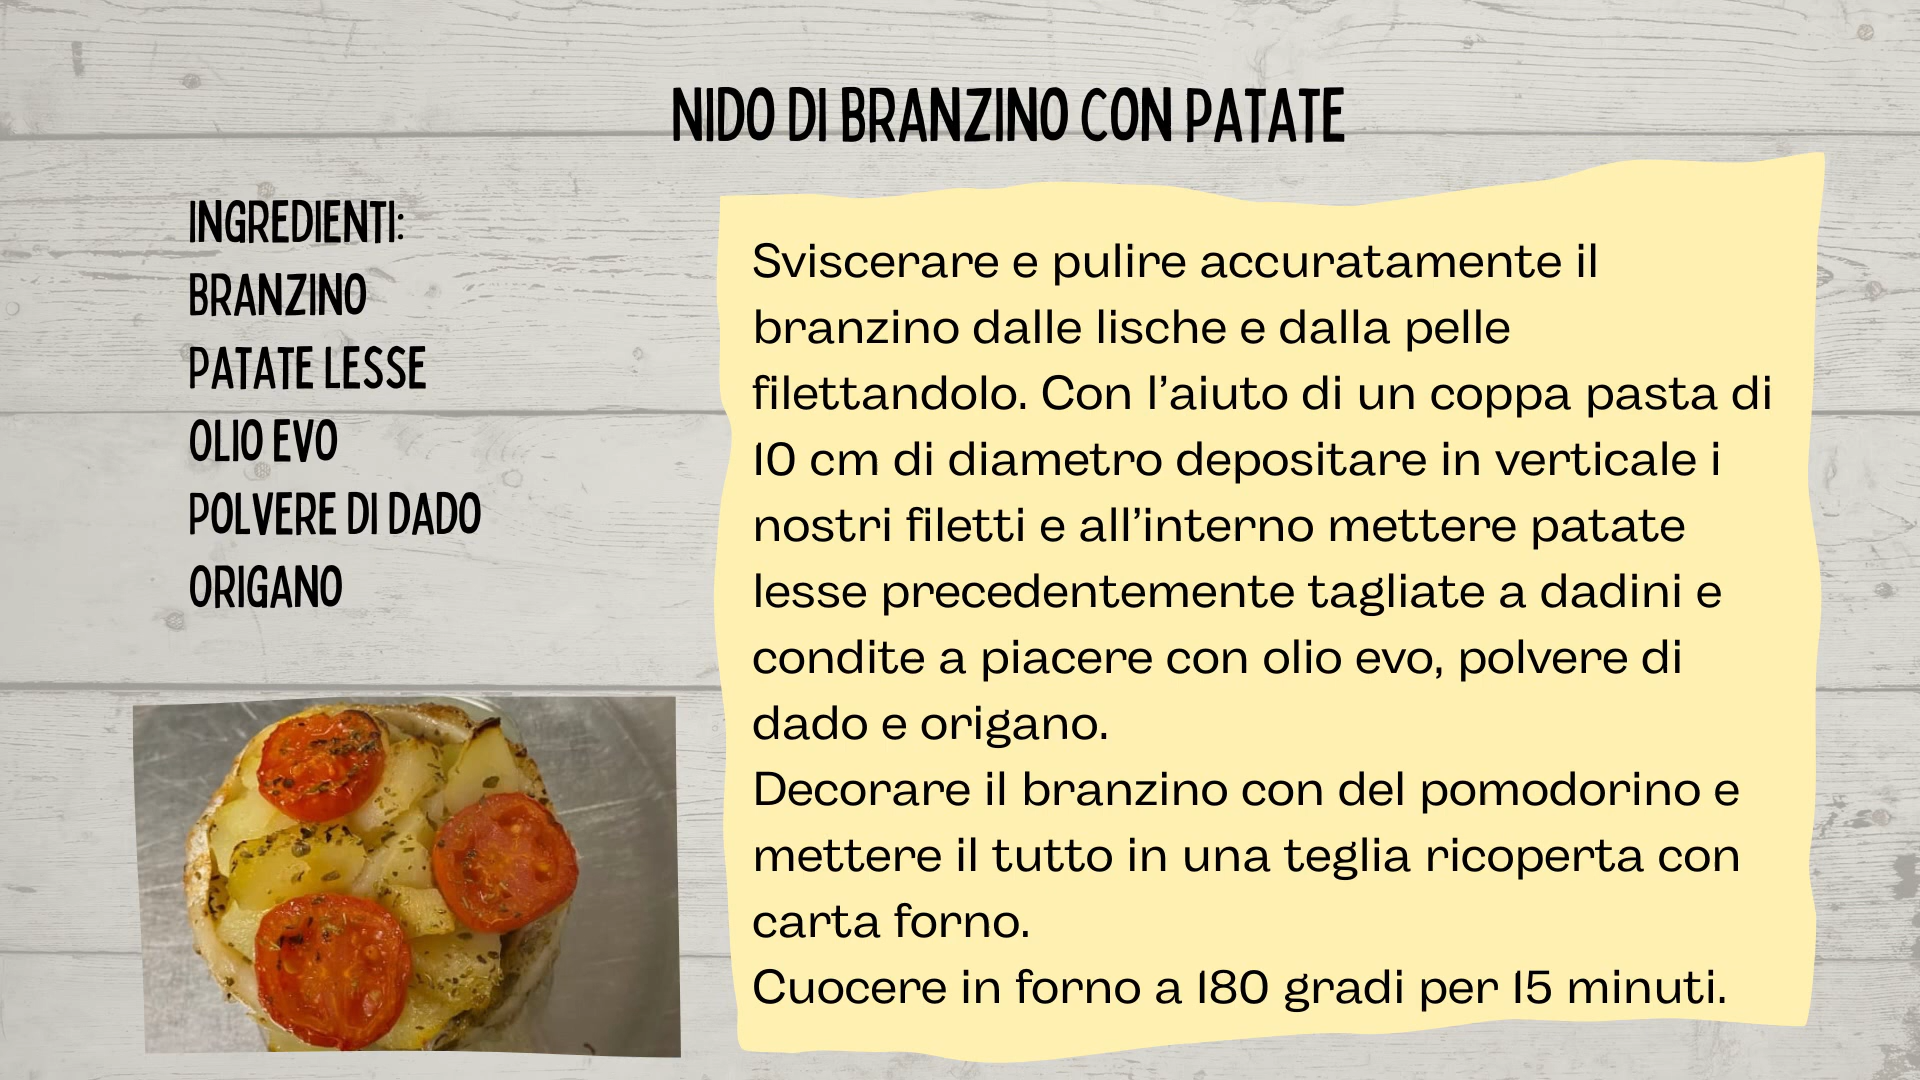 NIDO DI BRANZINO CON PATATE
INGREDIENTI:
BRANZINO
PATATE LESSE
OLIO EVO
POLVERE DI DADO
ORIGANO
Sviscerare e pulire accuratamente il
branzino dalle lische e dalla pelle
filettandolo. Con l’aiuto di un coppa pasta di
10 cm di diametro depositare in verticale i
nostri filetti e all’interno mettere patate
lesse precedentemente tagliate a dadini e
condite a piacere con olio evo, polvere di
dado e origano.
Decorare il branzino con del pomodorino e
mettere il tutto in una teglia ricoperta con
carta forno.
Cuocere in forno a 180 gradi per 15 minuti.